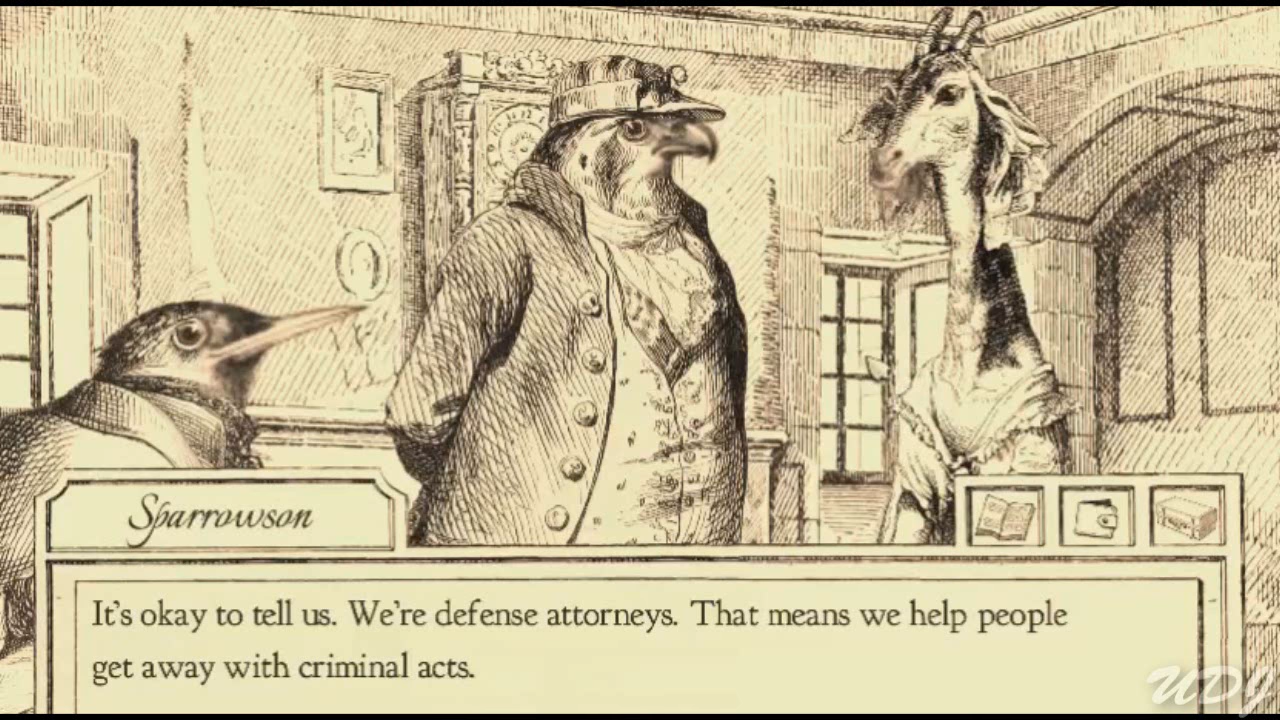 Sparrowson
It's okay to tell us. We're defense attorneys. That means we help people
get away with criminal acts.
UDJ